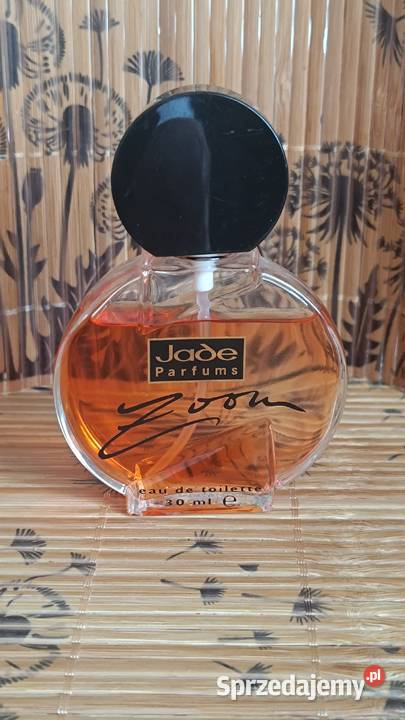 Jade
Parfums
Zoom
eau de toilette
30 ml e
Sprzedajemy.pl